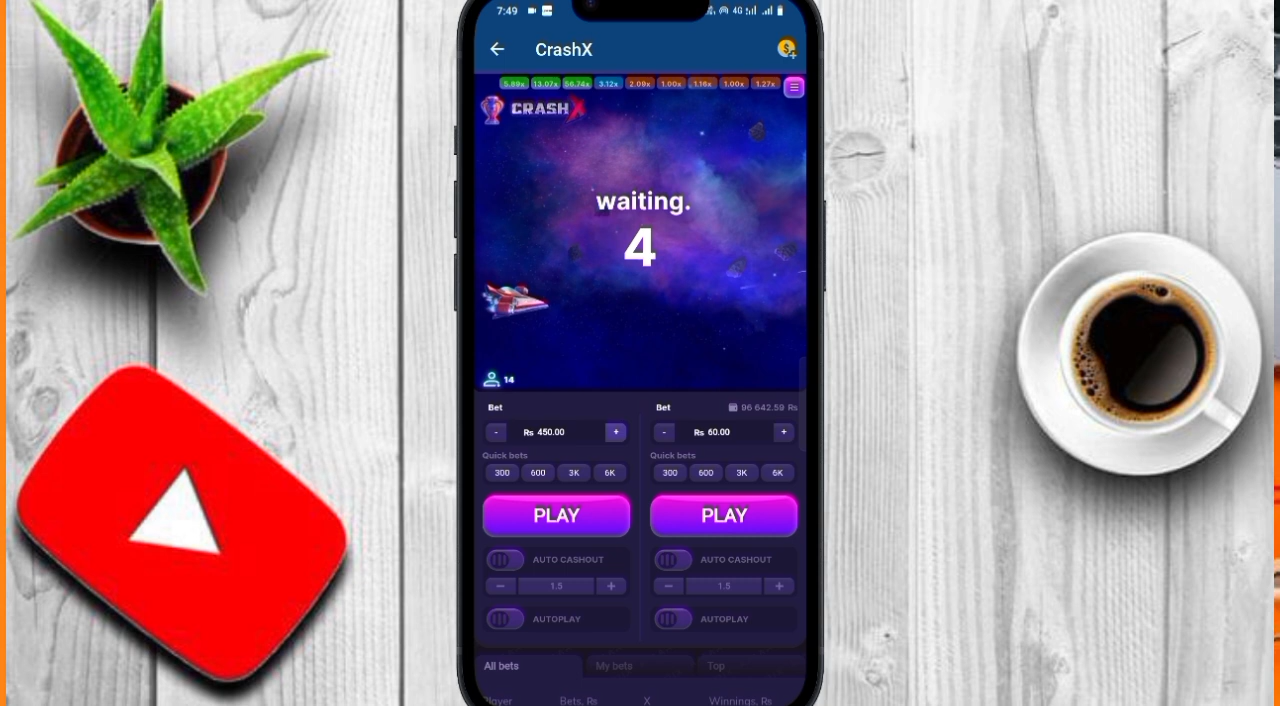 7:49
4G
CrashX
5.89x 13.07x 56.74x 3.12x 2.09x 1.00x 1.16x 1.00x 1.27x
CRASHX
waiting.
4
14
Bet
Bet
96 642.59 Rs
- Rs 450.00 +
- Rs 60.00 +
Quick bets
Quick bets
300 600 3K 6K
300 600 3K 6K
PLAY
PLAY
AUTO CASHOUT
AUTO CASHOUT
- 1.5 +
- 1.5 +
AUTOPLAY
AUTOPLAY
All bets My bets Top
Player Bets, Rs X Winnings, Rs